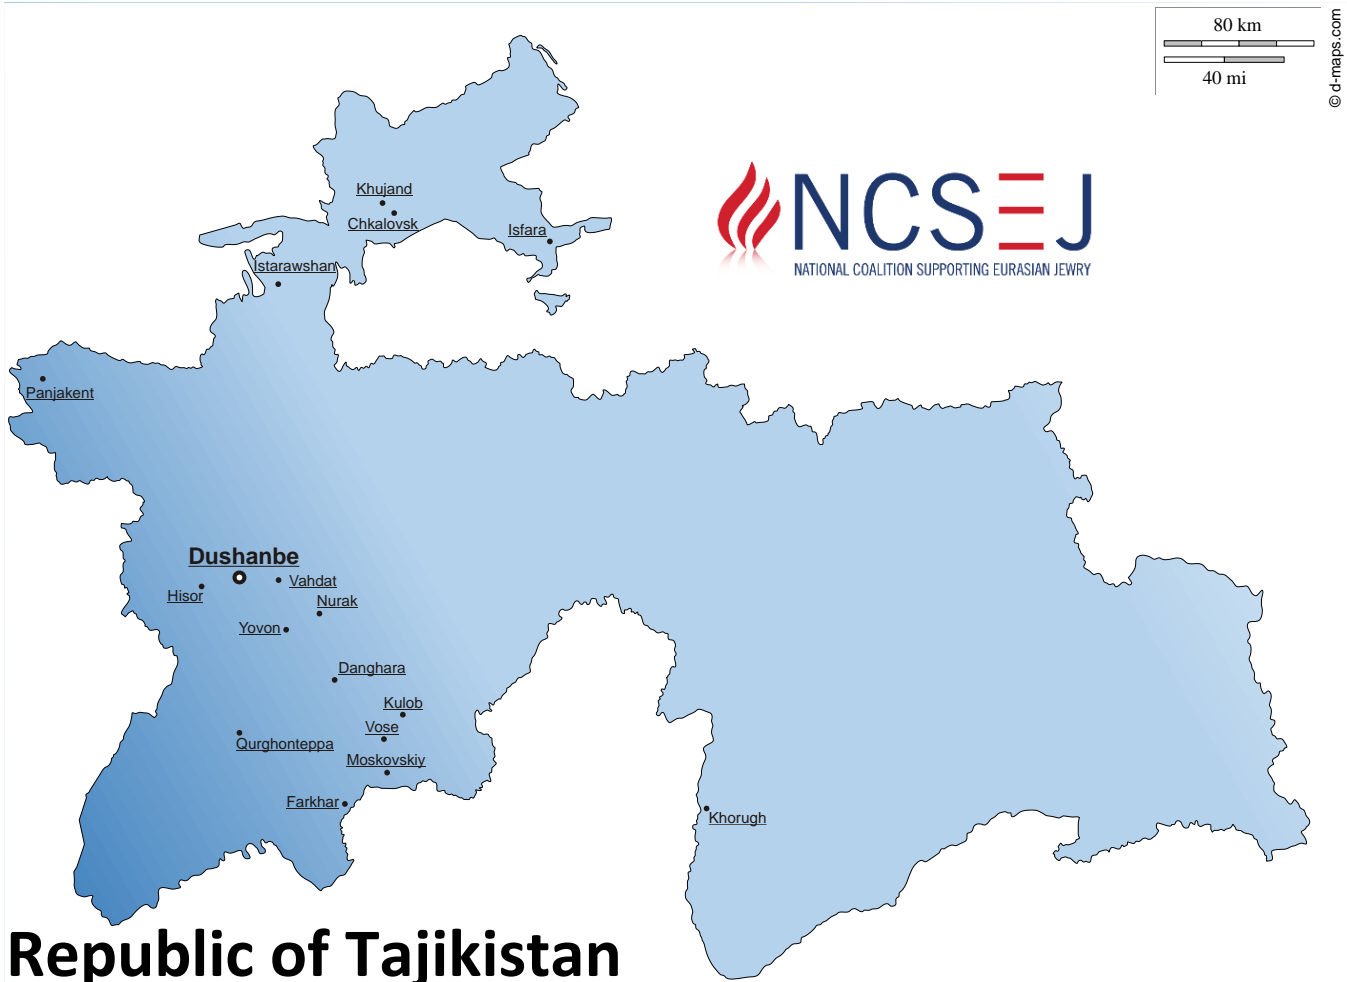 80 km
40 mi
© d-maps.com
NCSEJ
NATIONAL COALITION SUPPORTING EURASIAN JEWRY
Khujand
Chkalovsk
Isfara
Istarawshan
Panjakent
Dushanbe
Vahdat
Hisor
Nurak
Yovon
Danghara
Kulob
Vose
Qurghonteppa
Moskovskiy
Farkhar
Khorugh
Republic of Tajikistan